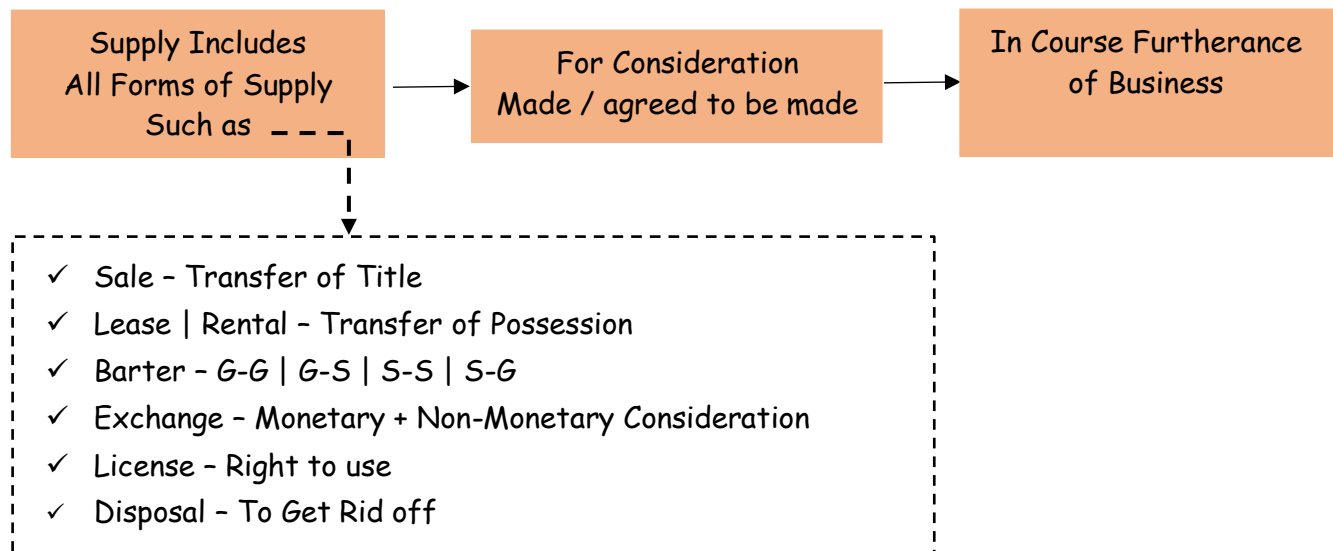 Supply Includes
All Forms of Supply
Such as
For Consideration
Made / agreed to be made
In Course Furtherance
of Business
✓ Sale – Transfer of Title
✓ Lease | Rental – Transfer of Possession
✓ Barter – G-G | G-S | S-S | S-G
✓ Exchange – Monetary + Non-Monetary Consideration
✓ License – Right to use
✓ Disposal – To Get Rid off